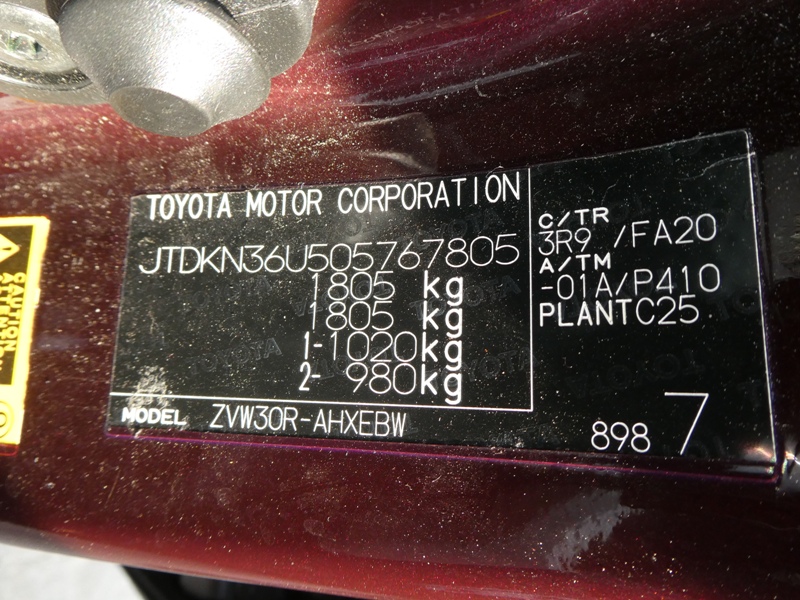 TOYOTA MOTOR CORPORATION
JTDKN36U505767805
1805 kg
1805 kg
1-1020kg
2- 980kg
MODEL ZVW30R-AHXEBW
C/TR
3R9 /FA20
A/TM
-01A/P410
PLANTC25
898 7
CAUTION